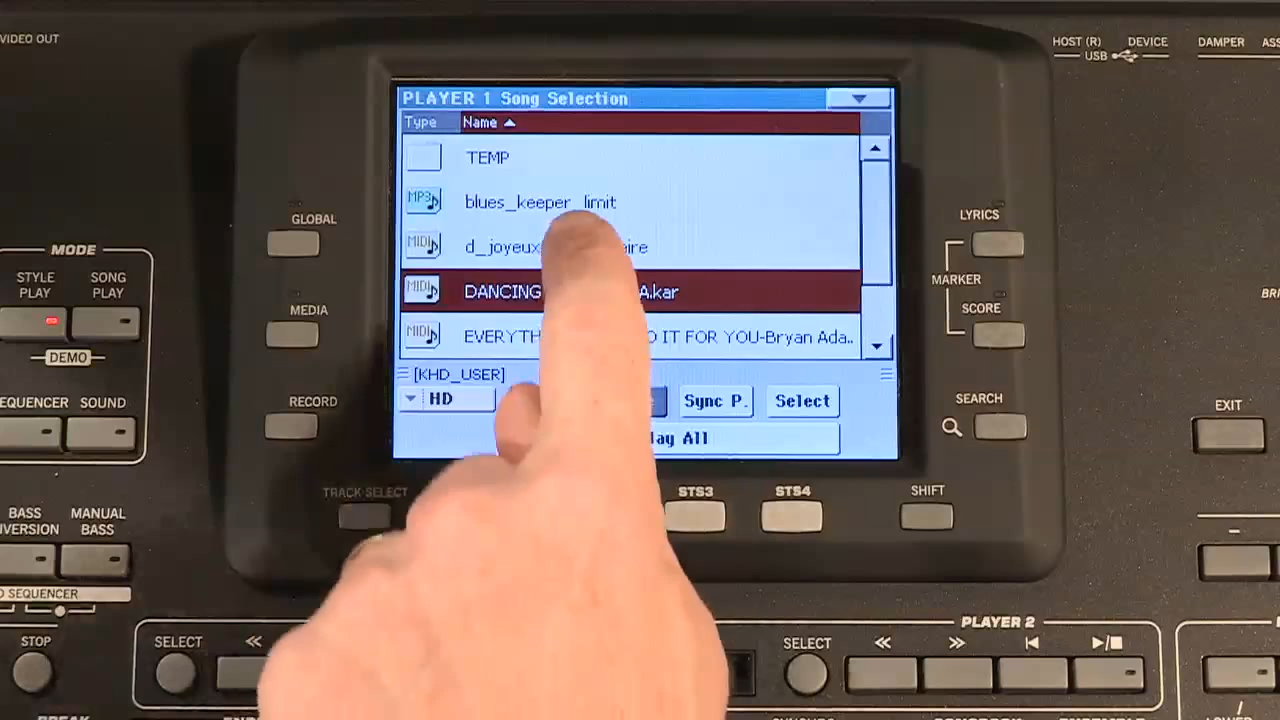 VIDEO OUT
HOST (R) DEVICE
USB
DAMPER
PLAYER 1 Song Selection
Type Name
TEMP
MP3 blues_keeper_limit
MIDI d_joyeux
MIDI DANCING A.kar
MIDI EVERYTH O IT FOR YOU-Bryan Ada..
[KHD_USER]
HD Sync P. Select
lay All
GLOBAL
MEDIA
RECORD
TRACK SELECT
STS3
STS4
SHIFT
LYRICS
MARKER
SCORE
SEARCH
EXIT
MODE
STYLE PLAY
SONG PLAY
DEMO
EQUENCER SOUND
BASS
VERSION
MANUAL BASS
SEQUENCER
STOP
SELECT <<
PLAYER 2
SELECT << >>
BREAK